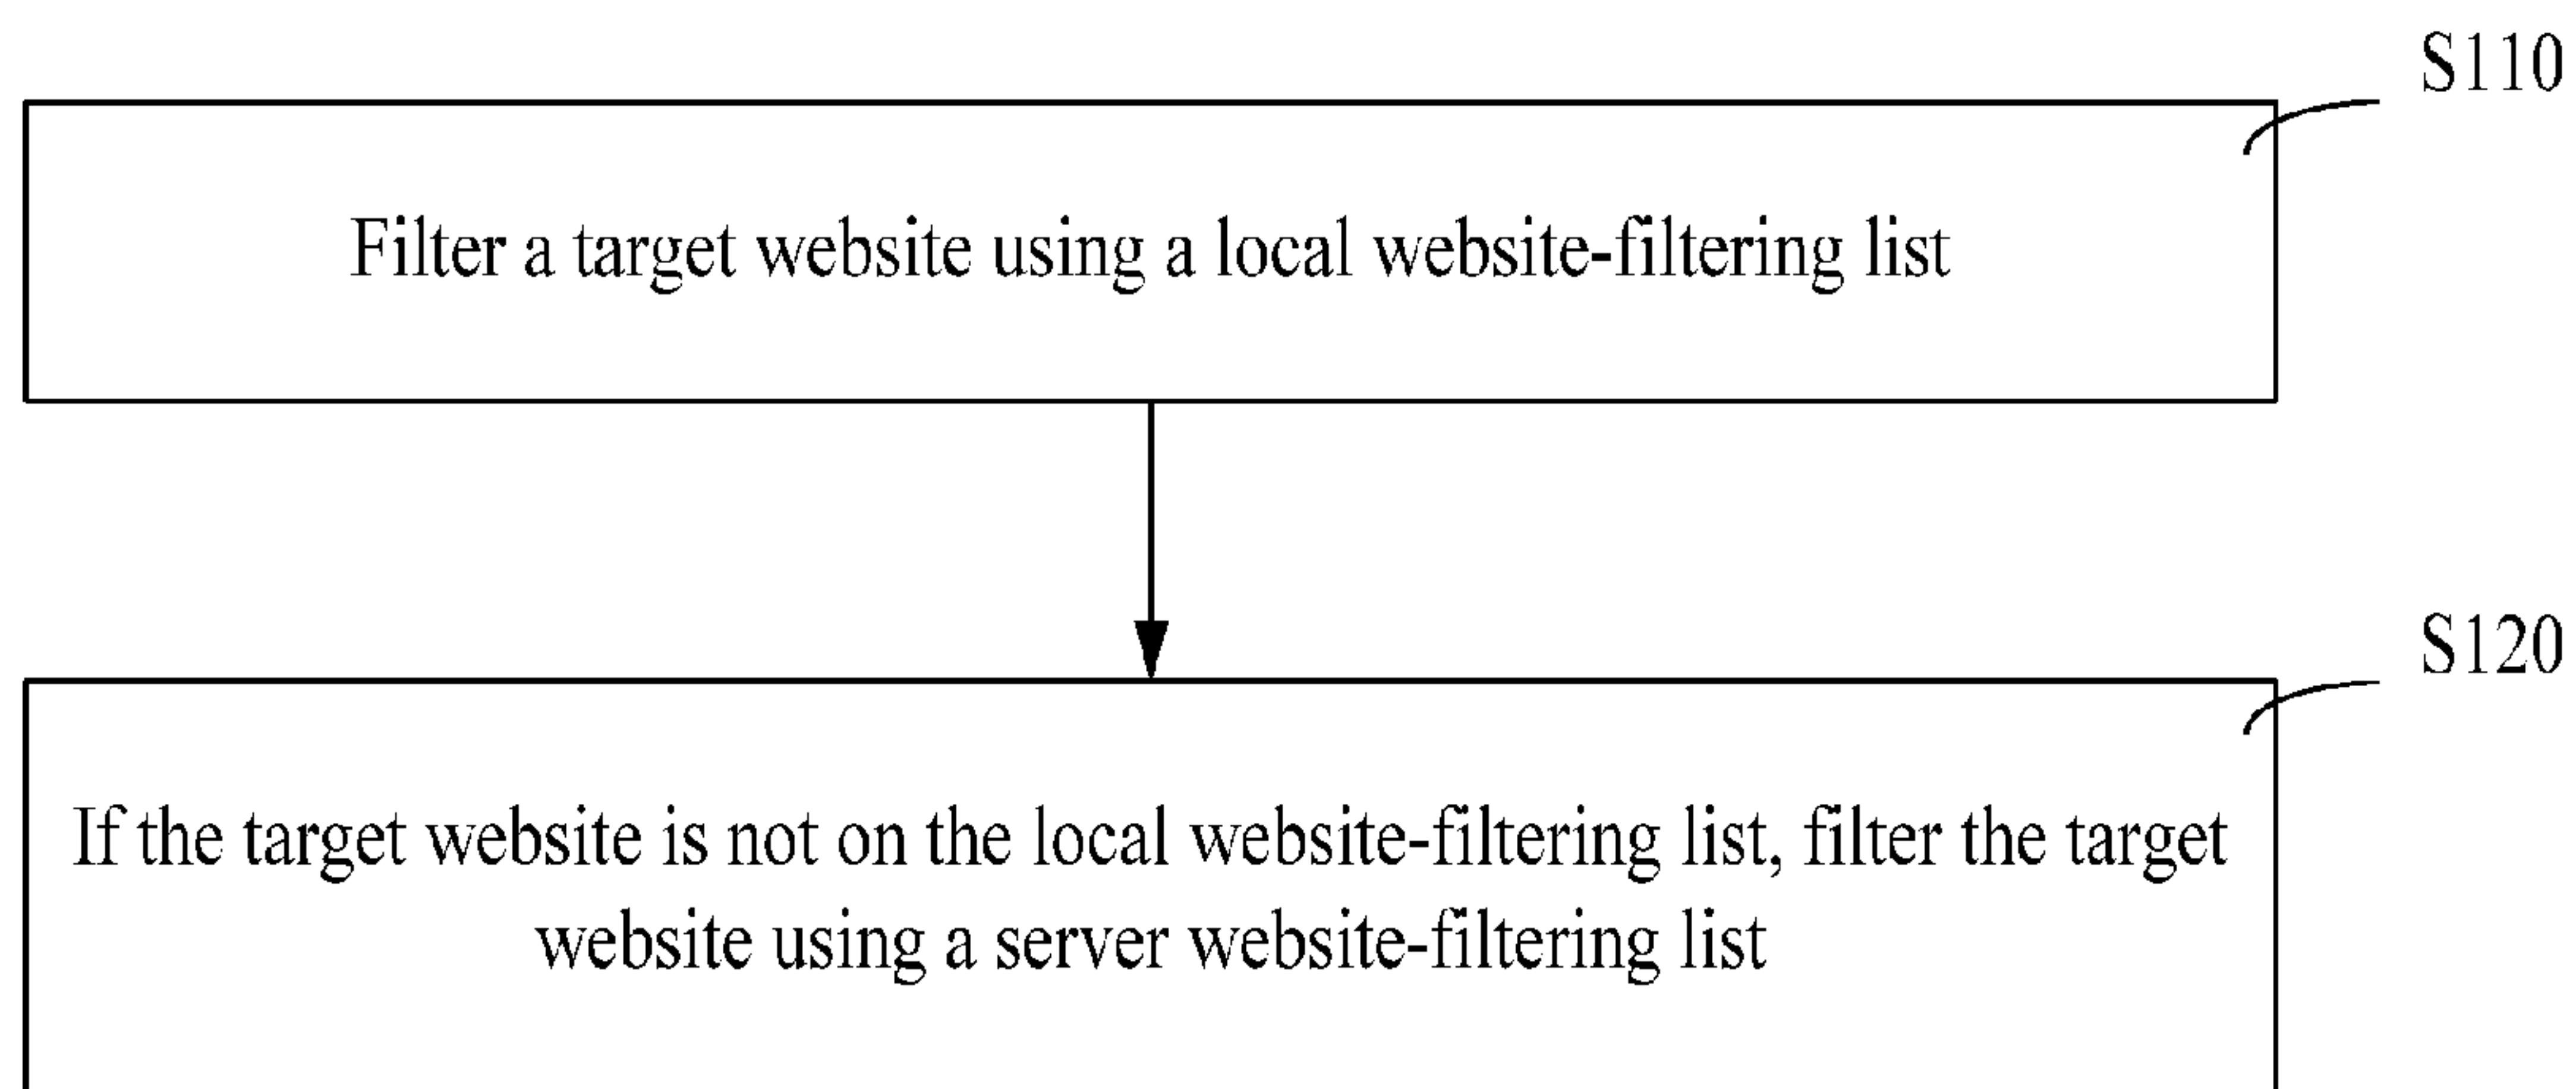 S110
Filter a target website using a local website-filtering list
S120
If the target website is not on the local website-filtering list, filter the target
website using a server website-filtering list